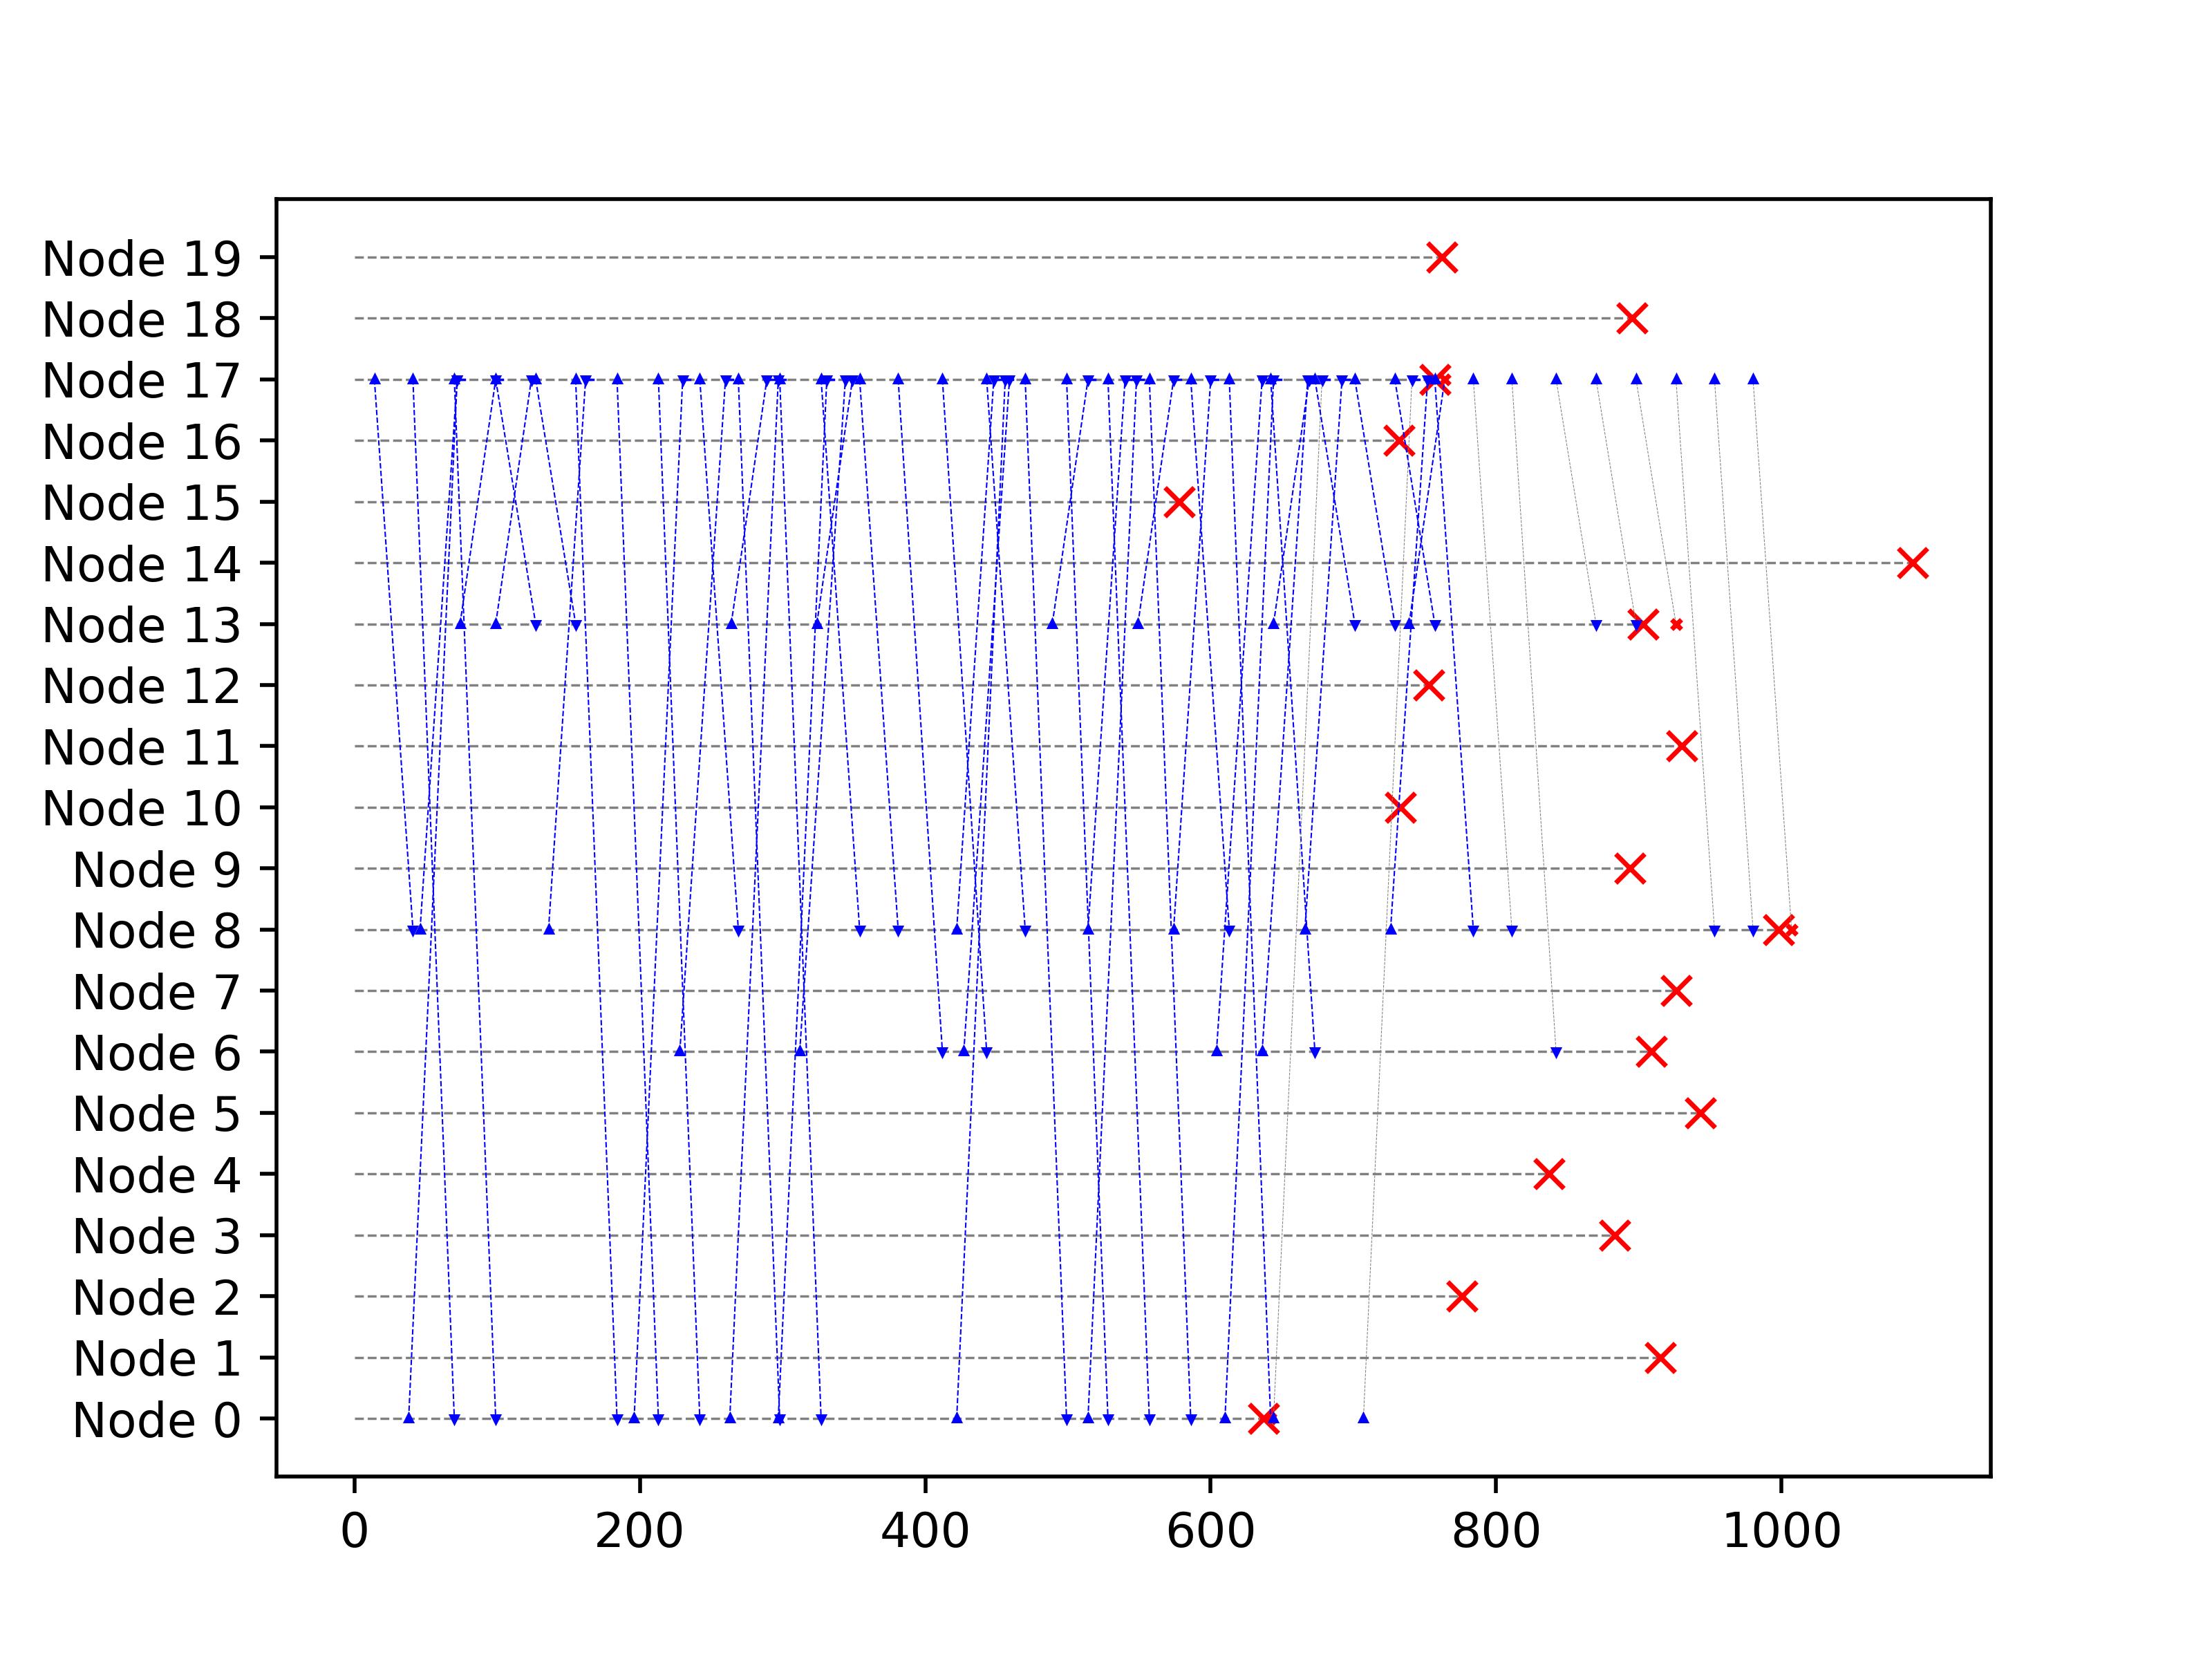 Node 19
Node 18
Node 17
Node 16
Node 15
Node 14
Node 13
Node 12
Node 11
Node 10
Node 9
Node 8
Node 7
Node 6
Node 5
Node 4
Node 3
Node 2
Node 1
Node 0
0 200 400 600 800 1000